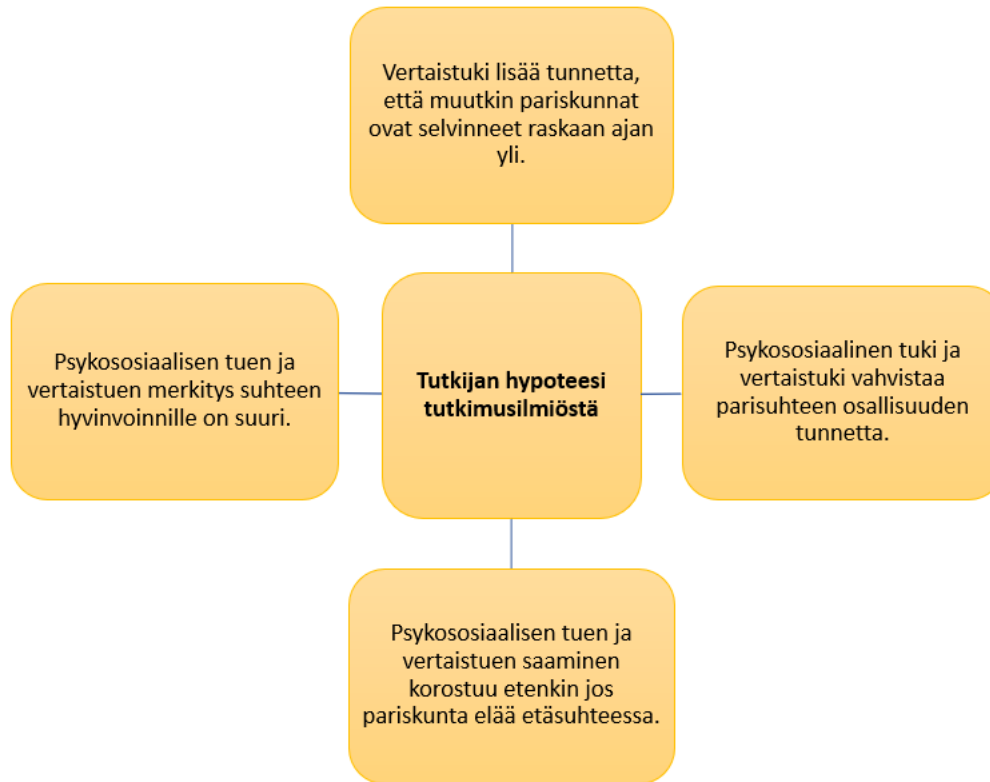 Vertaistuki lisää tunnetta,
että muutkin pariskunnat
ovat selvinneet raskaan ajan
yli.
Psykososiaalisen tuen ja
vertaistuen merkitys suhteen
hyvinvoinnille on suuri.
Tutkijan hypoteesi
tutkimusilmiöstä
Psykososiaalinen tuki ja
vertaistuki vahvistaa
parisuhteen osallisuuden
tunnetta.
Psykososiaalisen tuen ja
vertaistuen saaminen
korostuu etenkin jos
pariskunta elää etäsuhteessa.